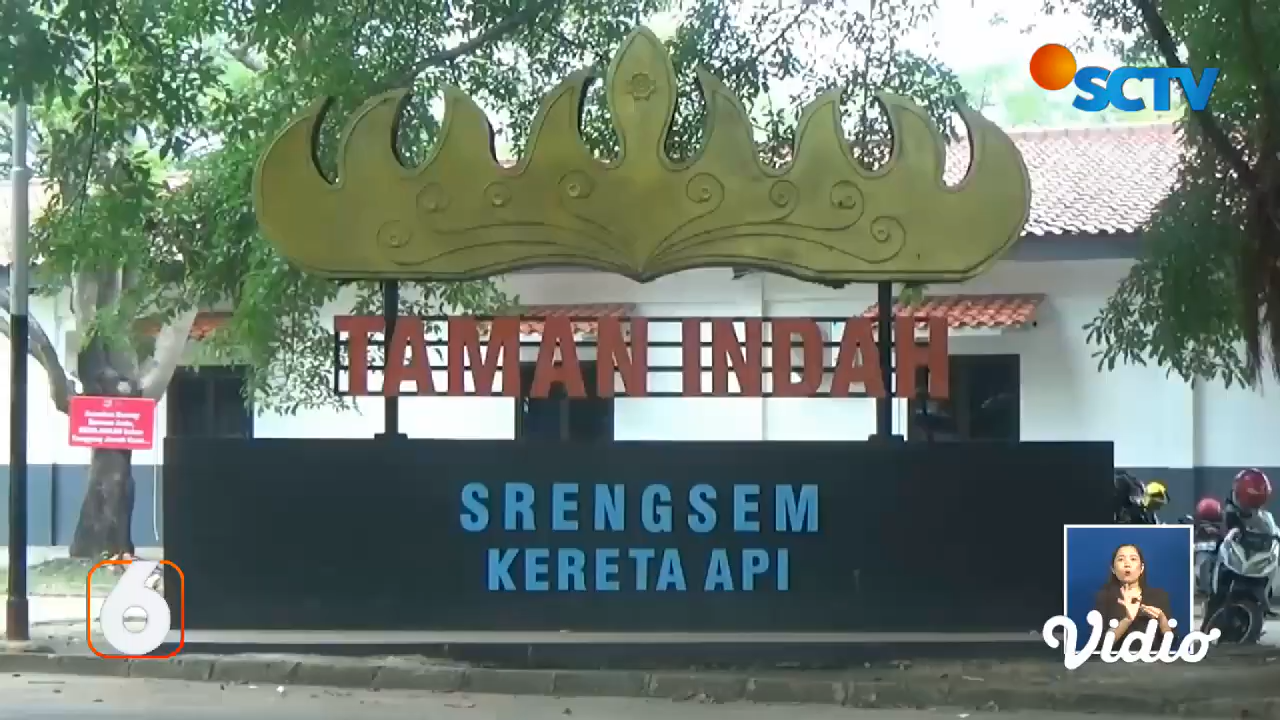 SCTV
TAMAN INDAH
SRENGSEM
KERETA API
6
Vidio